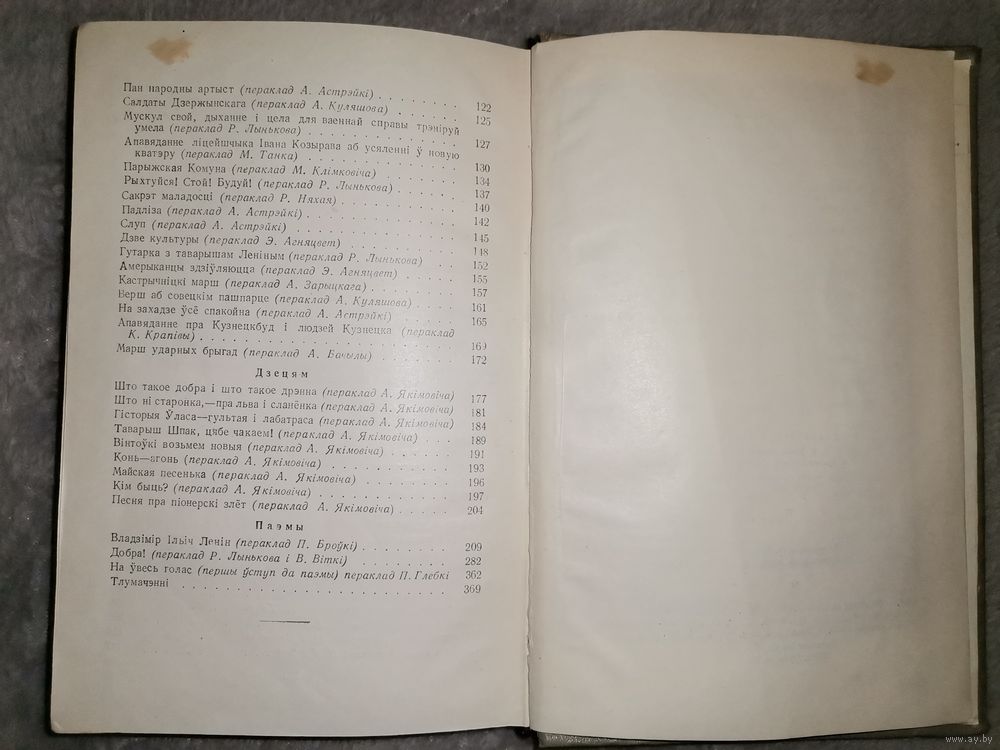 Пан народны артыст (пераклад А. Астрэйкі) . . . . . . 122
Салдаты Дзержынскага (пераклад А. Куляшова) . . . . . 125
Мускул свой, дыханне і цела для ваеннай справы трэніруй
умела (пераклад Р. Лынькова) . . . . . . . . . . 127
Апавяданне ліцейшчыка Івана Козырава аб усяленні ў новую
кватэру (пераклад М. Танка) . . . . . . . . . . . 130
Парыжская Комуна (пераклад М. Клімковіча) . . . . . . 134
Рыхтуйся! Стой! Будуй! (пераклад Р. Лынькова) . . . . . 137
Сакрэт маладосці (пераклад Р. Няхая) . . . . . . . . 140
Падліза (пераклад А. Астрэйкі) . . . . . . . . . . 142
Слуп (пераклад А. Астрэйкі) . . . . . . . . . . . 145
Дзве культуры (пераклад Э. Агняцвет) . . . . . . . . 148
Гутарка з таварышам Леніным (пераклад Р. Лынькова) . . 152
Амерыканцы здзіўляюцца (пераклад Э. Агняцвет) . . . . 155
Кастрычніцкі марш (пераклад А. Зарыцкага) . . . . . . 157
Верш аб совецкім пашпарце (пераклад А. Куляшова) . . . 161
На захадзе ўсё спакойна (пераклад А. Астрэйкі) . . . . 165
Апавяданне пра Кузнецкбуд і людзей Кузнецка (пераклад
К. Крапівы) . . . . . . . . . . . . . . . . . 169
Марш ударных брыгад (пераклад А. Бачылы) . . . . . . 172
Дзецям
Што такое добра і што такое дрэнна (пераклад А. Якімовіча) 177
Што ні старонка,—пра льва і сланёнка (пераклад А. Якімовіча) 181
Гісторыя Ўласа—гультая і лабатраса (пераклад А. Якімовіча) 184
Таварыш Шпак, цябе чакаем! (пераклад А. Якімовіча) . . . 189
Вінтоўкі возьмем новыя (пераклад А. Якімовіча) . . . . . 191
Конь—агонь (пераклад А. Якімовіча) . . . . . . . . . 193
Майская песенька (пераклад А. Якімовіча) . . . . . . . 196
Кім быць? (пераклад А. Якімовіча) . . . . . . . . . . 197
Песня пра піонерскі злёт (пераклад А. Якімовіча) . . . . . 204
Паэмы
Владзімір Ільіч Ленін (пераклад П. Броўкі) . . . . . . . 209
Добра! (пераклад Р. Лынькова і В. Віткі) . . . . . . . . 282
На ўвесь голас (першы ўступ да паэмы) пераклад П. Глебкі 362
Тлумачэнні . . . . . . . . . . . . . . . . . . . . 369
www.ay.by